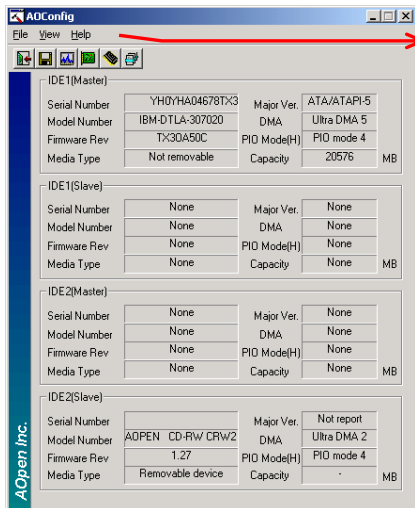 AOConfig
File View Help
IDE1(Master)
Serial Number YH0YHA04678TX3 Major Ver. ATA/ATAPI-5
Model Number IBM-DTLA-307020 DMA Ultra DMA 5
Firmware Rev TX30A50C PIO Mode(H) PIO mode 4
Media Type Not removable Capacity 20576 MB
IDE1(Slave)
Serial Number None Major Ver. None
Model Number None DMA None
Firmware Rev None PIO Mode(H) None
Media Type None Capacity None MB
IDE2(Master)
Serial Number None Major Ver. None
Model Number None DMA None
Firmware Rev None PIO Mode(H) None
Media Type None Capacity None MB
IDE2(Slave)
Serial Number Major Ver. Not report
Model Number AOPEN CD-RW CRW2 DMA Ultra DMA 2
Firmware Rev 1.27 PIO Mode(H) PIO mode 4
Media Type Removable device Capacity - MB
AOpen Inc.